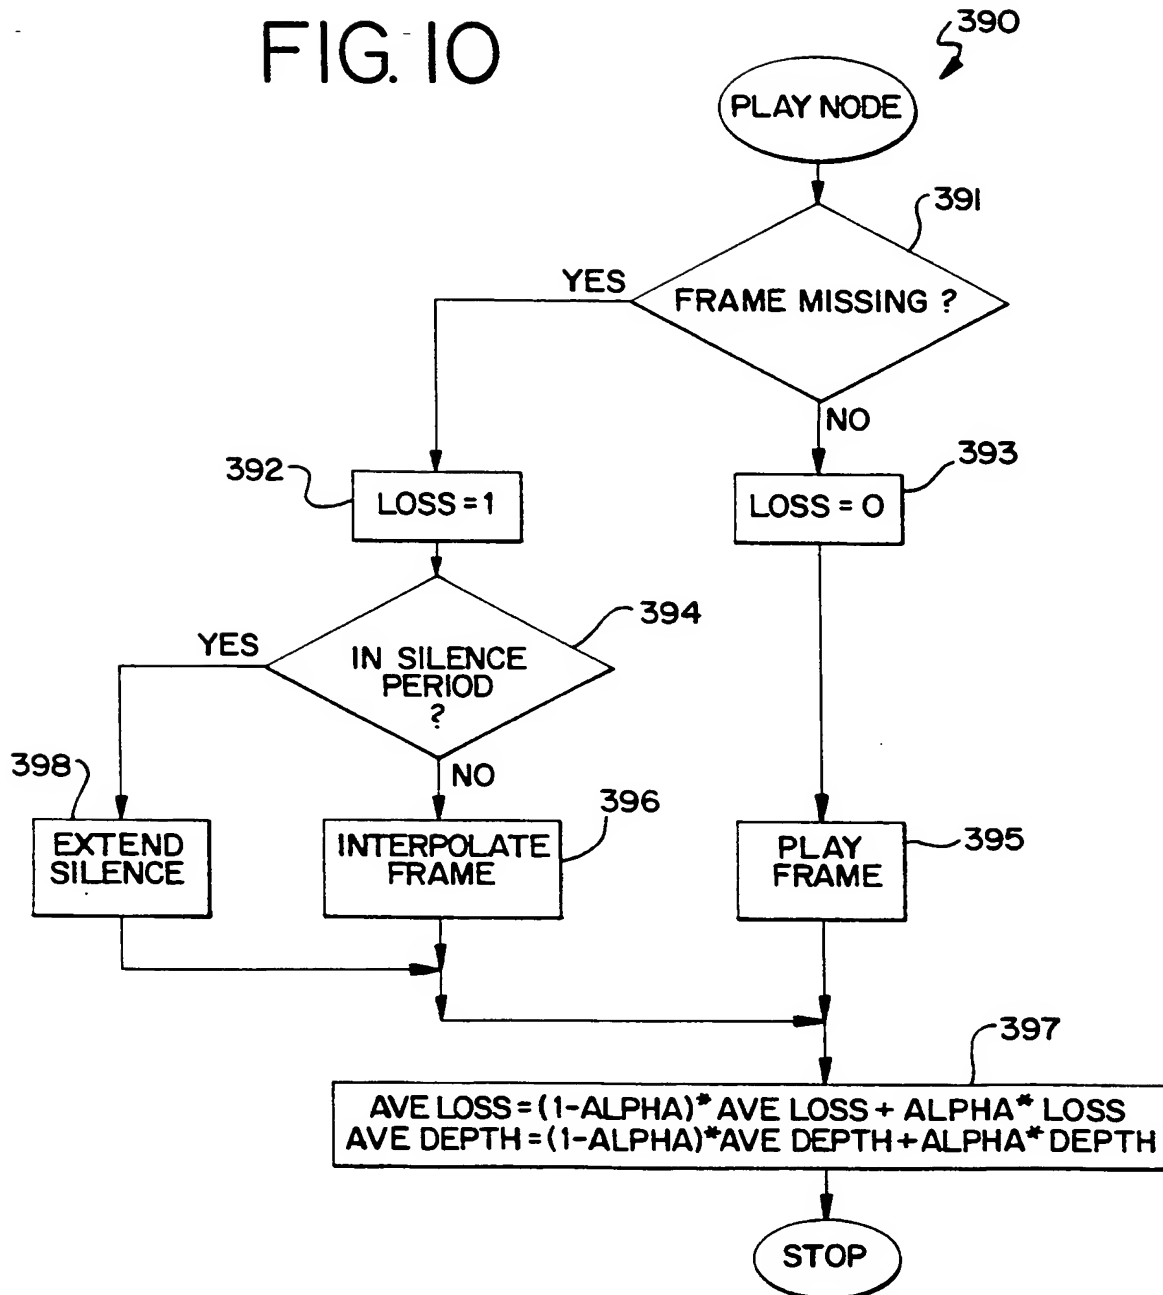 FIG. 10
390
PLAY NODE
391
YES
FRAME MISSING ?
NO
392
LOSS = 1
393
LOSS = 0
394
YES
IN SILENCE
PERIOD
?
NO
398
EXTEND
SILENCE
396
INTERPOLATE
FRAME
395
PLAY
FRAME
397
AVE LOSS = (1-ALPHA)* AVE LOSS + ALPHA* LOSS
AVE DEPTH = (1-ALPHA)* AVE DEPTH + ALPHA* DEPTH
STOP